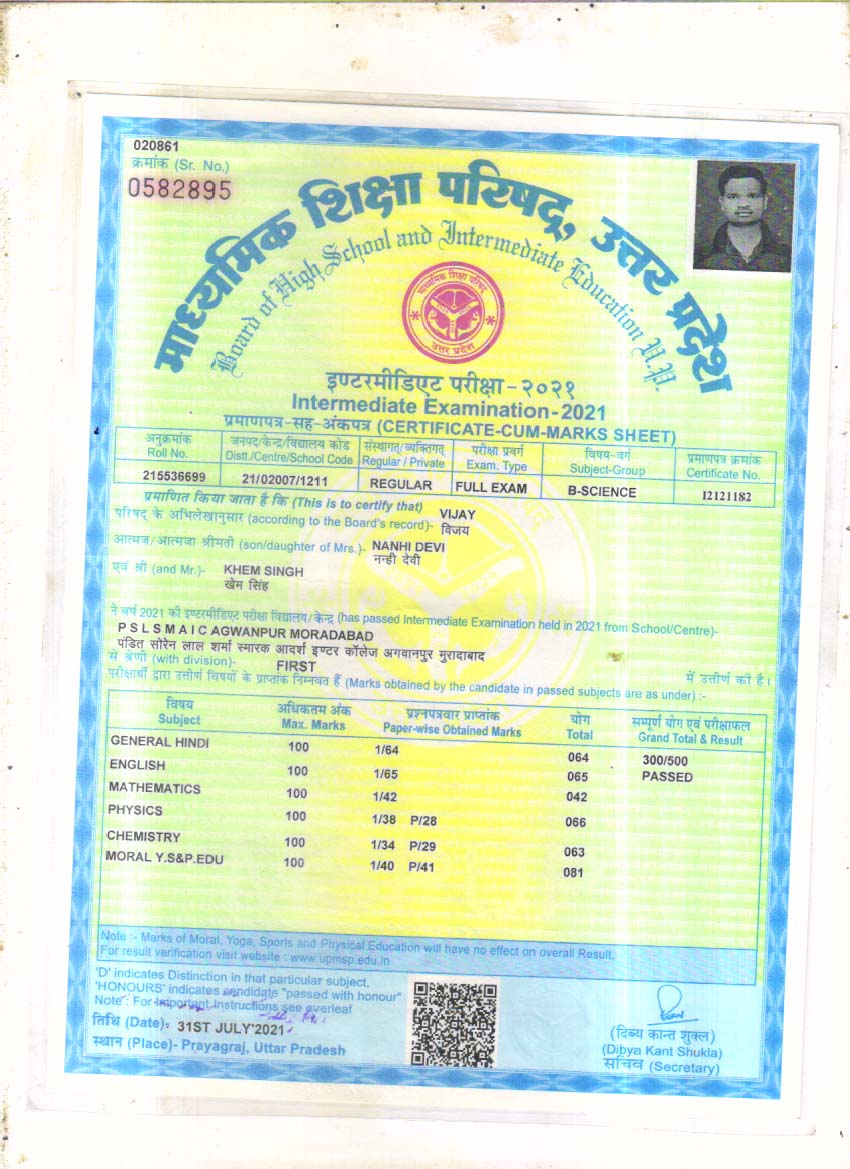 020861
क्रमांक (Sr. No.)
0582895
माध्यमिक शिक्षा परिषद्, उत्तर प्रदेश
Board of High School and Intermediate Education U.P.
माध्यमिक शिक्षा परिषद्
उत्तर प्रदेश
इण्टरमीडिएट परीक्षा - २०२१
Intermediate Examination - 2021
प्रमाणपत्र-सह-अंकपत्र (CERTIFICATE-CUM-MARKS SHEET)
अनुक्रमांक जनपद/केन्द्र/विद्यालय कोड संस्थागत/व्यक्तिगत् परीक्षा प्रवर्ग विषय-वर्ग प्रमाणपत्र क्रमांक
Roll No. Distt./Centre/School Code Regular / Private Exam. Type Subject-Group Certificate No.
215536699 21/02007/1211 REGULAR FULL EXAM B-SCIENCE 12121182
प्रमाणित किया जाता है कि (This is to certify that)
परिषद् के अभिलेखानुसार (according to the Board's record)- VIJAY
विजय
आत्मज/आत्मजा श्रीमती (son/daughter of Mrs.)- NANHI DEVI
नन्ही देवी
एवं श्री (and Mr.)- KHEM SINGH
खेम सिंह
ने वर्ष 2021 की इण्टरमीडिएट परीक्षा विद्यालय/केन्द्र (has passed Intermediate Examination held in 2021 from School/Centre)-
P S L S M A I C AGWANPUR MORADABAD
पंडित सोरेन लाल शर्मा स्मारक आदर्श इण्टर कॉलेज अगवानपुर मुरादाबाद
से श्रेणी (with division)- FIRST में उत्तीर्ण की है।
परीक्षार्थी द्वारा उत्तीर्ण विषयों के प्राप्तांक निम्नवत हैं (Marks obtained by the candidate in passed subjects are as under) :-
विषय अधिकतम अंक प्रश्नपत्रवार प्राप्तांक योग सम्पूर्ण योग एवं परीक्षाफल
Subject Max. Marks Paper-wise Obtained Marks Total Grand Total & Result
GENERAL HINDI 100 1/64 064 300/500
ENGLISH 100 1/65 065 PASSED
MATHEMATICS 100 1/42 042
PHYSICS 100 1/38 P/28 066
CHEMISTRY 100 1/34 P/29 063
MORAL Y.S&P.EDU 100 1/40 P/41 081
Note :- Marks of Moral, Yoga, Sports and Physical Education will have no effect on overall Result.
For result verification visit website : www.upmsp.edu.in
'D' indicates Distinction in that particular subject,
'HONOURS' indicates candidate "passed with honour"
Note : For Important Instructions see overleaf
तिथि (Date): 31ST JULY'2021
स्थान (Place)- Prayagraj, Uttar Pradesh
(दिब्य कान्त शुक्ल)
(Dibya Kant Shukla)
सचिव (Secretary)